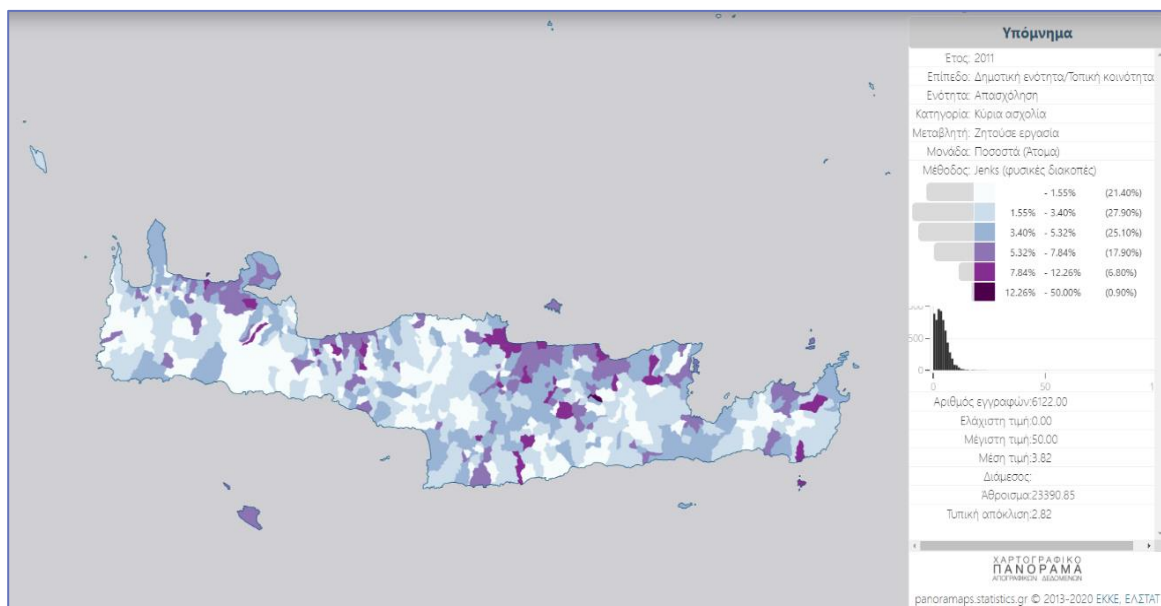 Υπόμνημα
Έτος: 2011
Επίπεδο: Δημοτική ενότητα/Τοπική κοινότητα
Ενότητα: Απασχόληση
Κατηγορία: Κύρια ασχολία
Μεταβλητή: Ζητούσε εργασία
Μονάδα: Ποσοστά (Άτομα)
Μέθοδος: Jenks (φυσικές διακοπές)
- 1.55% (21.40%)
1.55% - 3.40% (27.90%)
3.40% - 5.32% (25.10%)
5.32% - 7.84% (17.90%)
7.84% - 12.26% (6.80%)
12.26% - 50.00% (0.90%)
500
0
0 50
Αριθμός εγγραφών:6122.00
Ελάχιστη τιμή:0.00
Μέγιστη τιμή:50.00
Μέση τιμή:3.82
Διάμεσος:
Άθροισμα:23390.85
Τυπική απόκλιση:2.82
ΧΑΡΤΟΓΡΑΦΙΚΟ
ΠΑΝΟΡΑΜΑ
ΑΠΟΓΡΑΦΙΚΩΝ ΔΕΔΟΜΕΝΩΝ
panoramaps.statistics.gr © 2013-2020 ΕΚΚΕ, ΕΛΣΤΑΤ